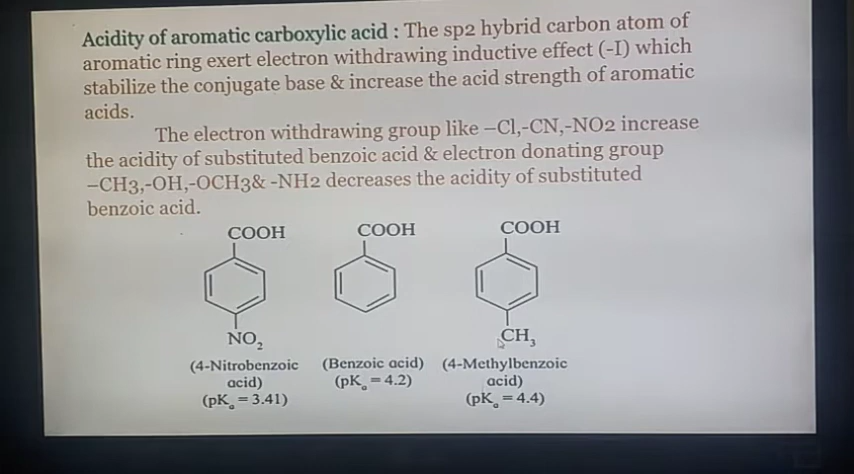 Acidity of aromatic carboxylic acid : The sp2 hybrid carbon atom of
aromatic ring exert electron withdrawing inductive effect (-I) which
stabilize the conjugate base & increase the acid strength of aromatic
acids.
The electron withdrawing group like –Cl,-CN,-NO2 increase
the acidity of substituted benzoic acid & electron donating group
–CH3,-OH,-OCH3& -NH2 decreases the acidity of substituted
benzoic acid.
COOH COOH COOH
NO₂ CH₃
(4-Nitrobenzoic (Benzoic acid) (4-Methylbenzoic
acid) (pKₐ = 4.2) acid)
(pKₐ = 3.41) (pKₐ = 4.4)